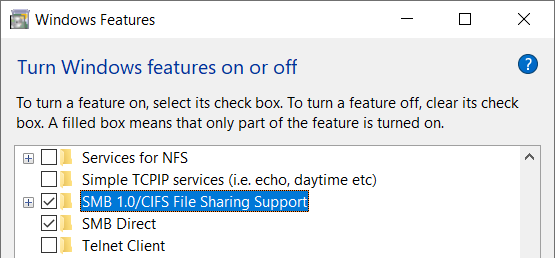 Windows Features
Turn Windows features on or off
To turn a feature on, select its check box. To turn a feature off, clear its check
box. A filled box means that only part of the feature is turned on.
Services for NFS
Simple TCPIP services (i.e. echo, daytime etc)
SMB 1.0/CIFS File Sharing Support
SMB Direct
Telnet Client